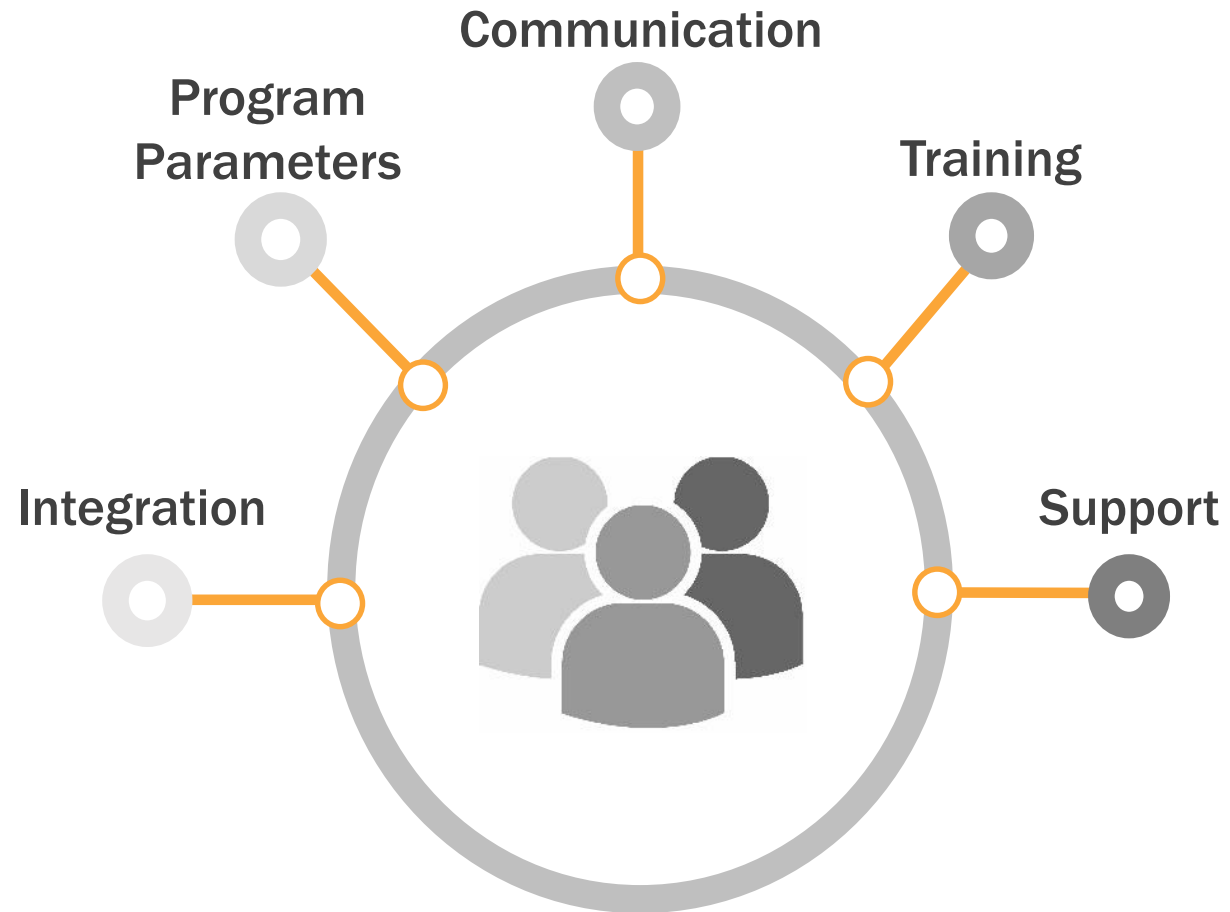 Communication
Program
Parameters
Training
Integration
Support